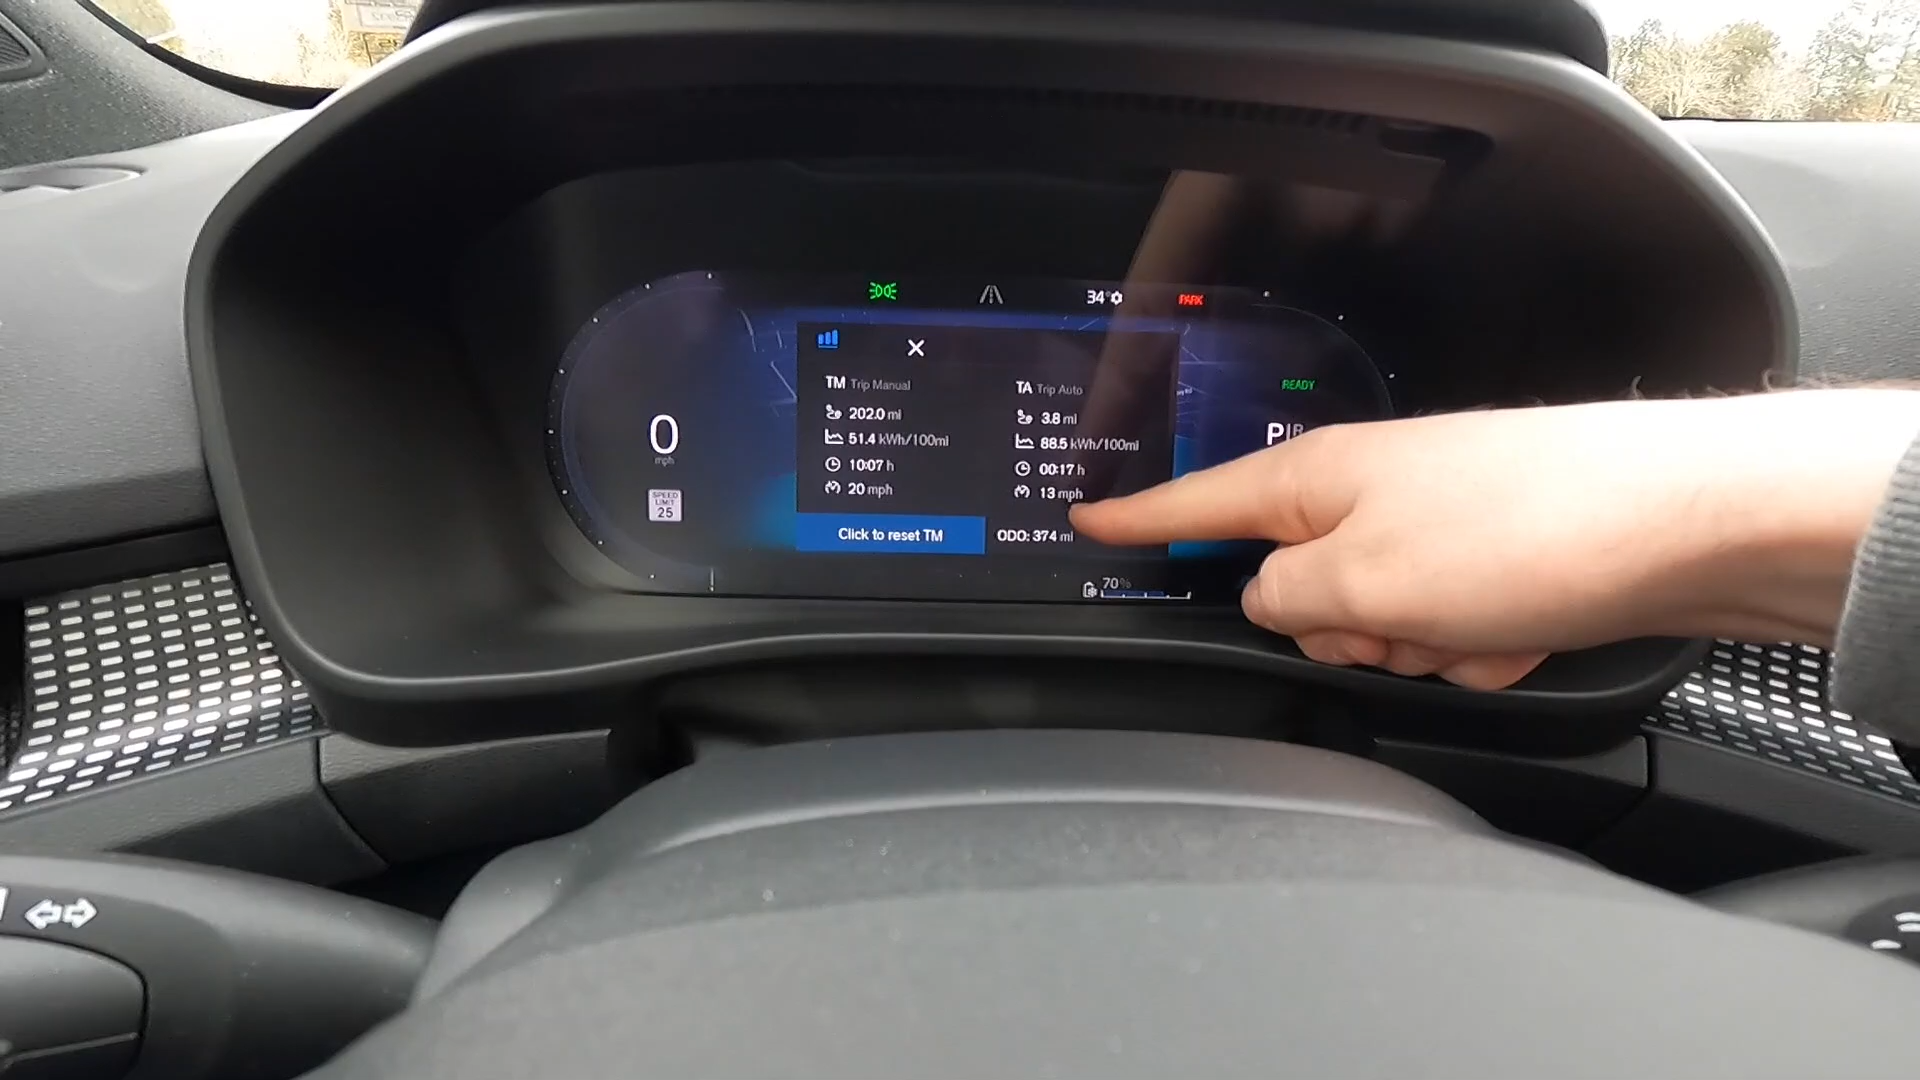 34°
PARK
TM Trip Manual
TA Trip Auto
202.0 mi
3.8 mi
51.4 kWh/100mi
88.5 kWh/100mi
10:07 h
00:17 h
20 mph
13 mph
Click to reset TM
ODO: 374 mi
0
mph
SPEED
LIMIT
25
READY
P|R
70%